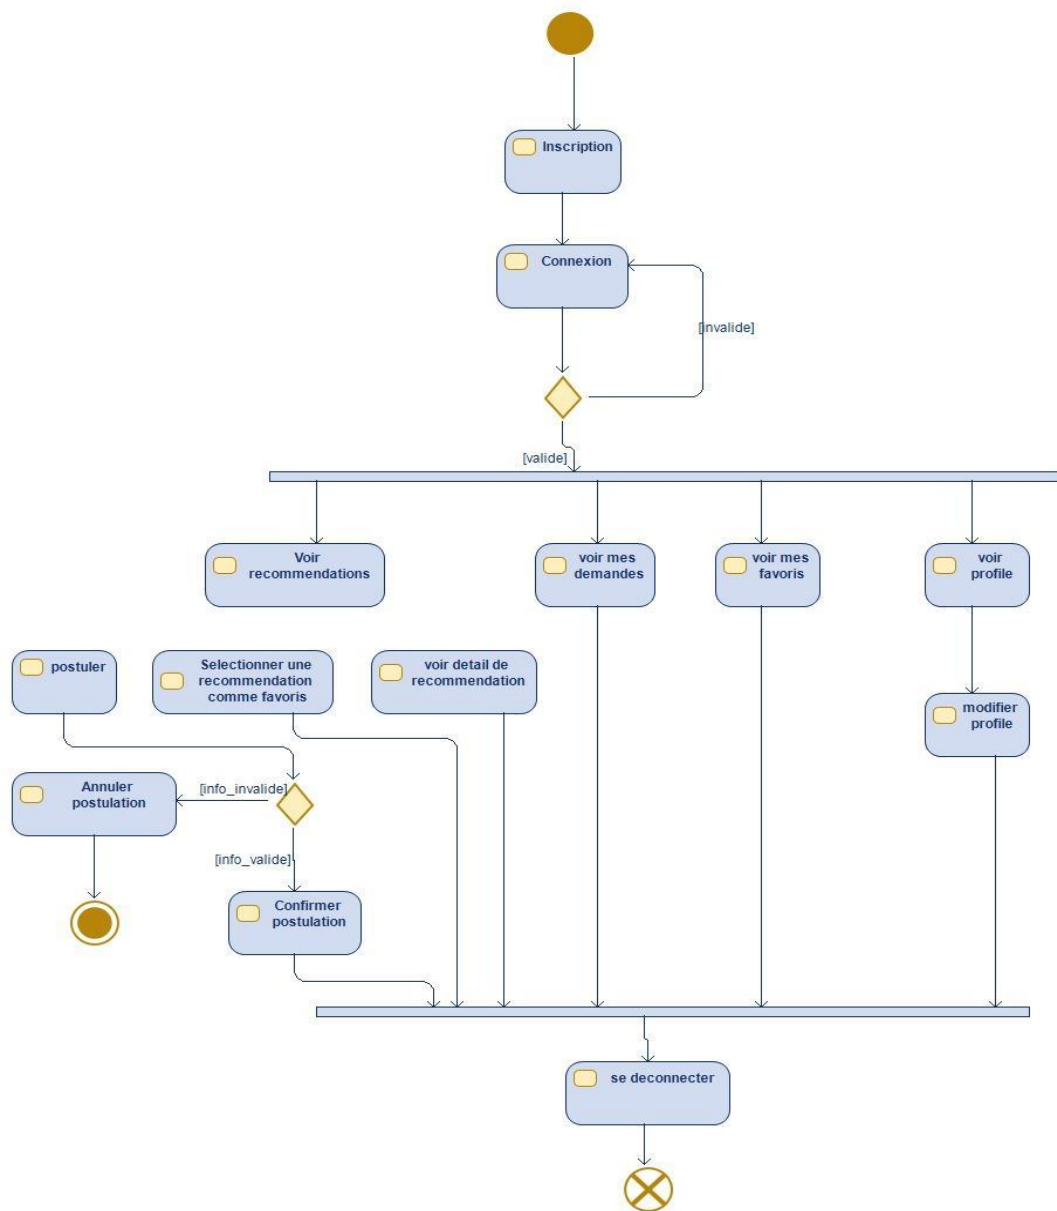 Inscription
Connexion
[invalide]
[valide]
Voir
recommendations
voir mes
demandes
voir mes
favoris
voir
profile
postuler
Selectionner une
recommendation
comme favoris
voir detail de
recommendation
modifier
profile
Annuler
postulation
[info_invalide]
[info_valide]
Confirmer
postulation
se deconnecter